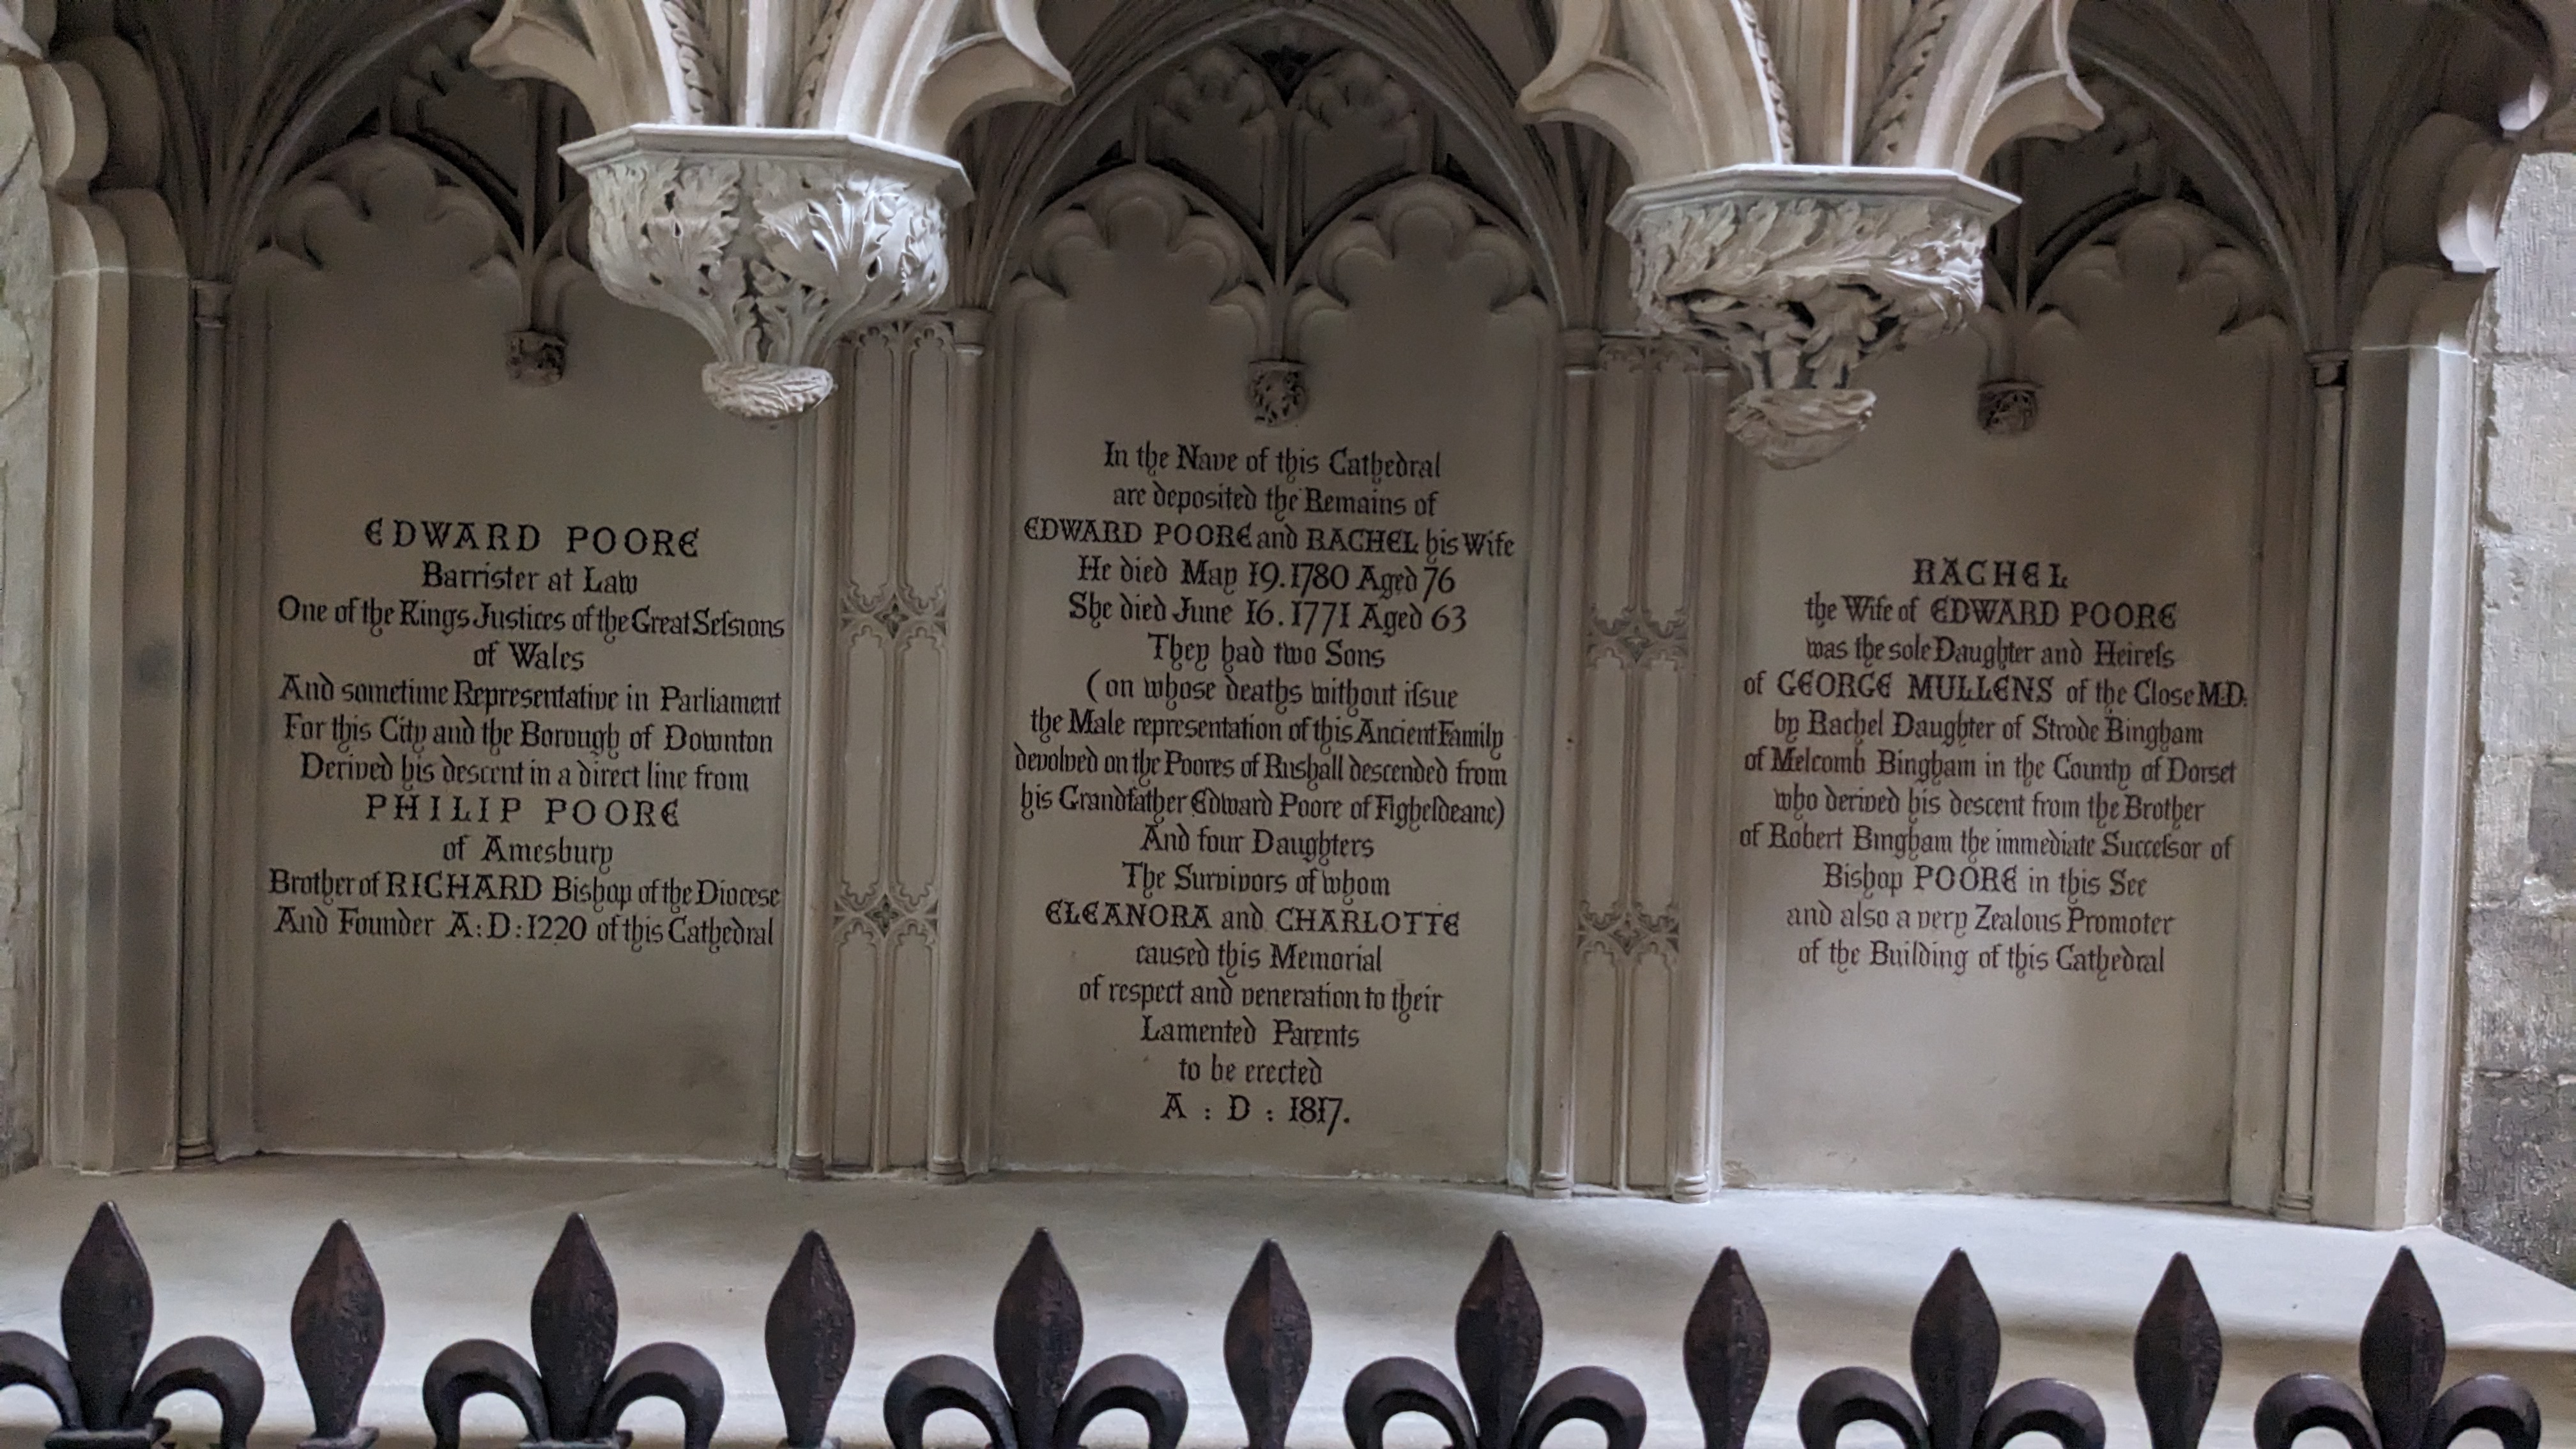 EDWARD POORE
Barrister at Law
One of the Kings Justices of the Great Seſsions
of Wales
And sometime Representative in Parliament
For this City and the Borough of Downton
Derived his descent in a direct line from
PHILIP POORE
of Amesbury
Brother of RICHARD Bishop of the Diocese
And Founder A:D:1220 of this Cathedral
In the Nave of this Cathedral
are deposited the Remains of
EDWARD POORE and RACHEL his Wife
He died May 19.1780 Aged 76
She died June 16.1771 Aged 63
They had two Sons
(on whose deaths without iſsue
the Male representation of this Ancient Family
devolved on the Poores of Rushall descended from
his Grandfather Edward Poore of Figheldeane)
And four Daughters
The Survivors of whom
ELEANORA and CHARLOTTE
caused this Memorial
of respect and veneration to their
Lamented Parents
to be erected
A : D : 1817.
RACHEL
the Wife of EDWARD POORE
was the sole Daughter and Heireſs
of GEORGE MULLENS of the Close M.D.
by Rachel Daughter of Strode Bingham
of Melcomb Bingham in the County of Dorset
who derived his descent from the Brother
of Robert Bingham the immediate Succeſsor of
Bishop POORE in this See
and also a very Zealous Promoter
of the Building of this Cathedral